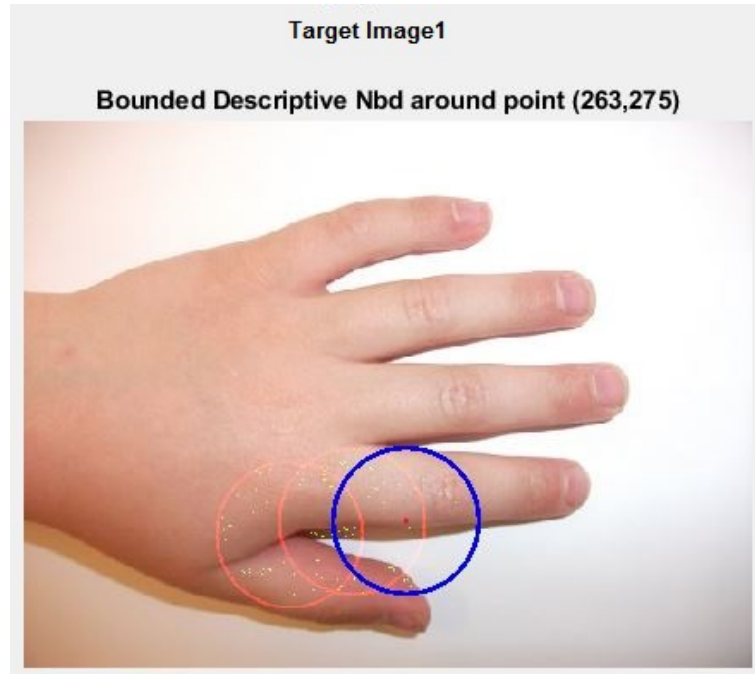 Target Image1
Bounded Descriptive Nbd around point (263,275)